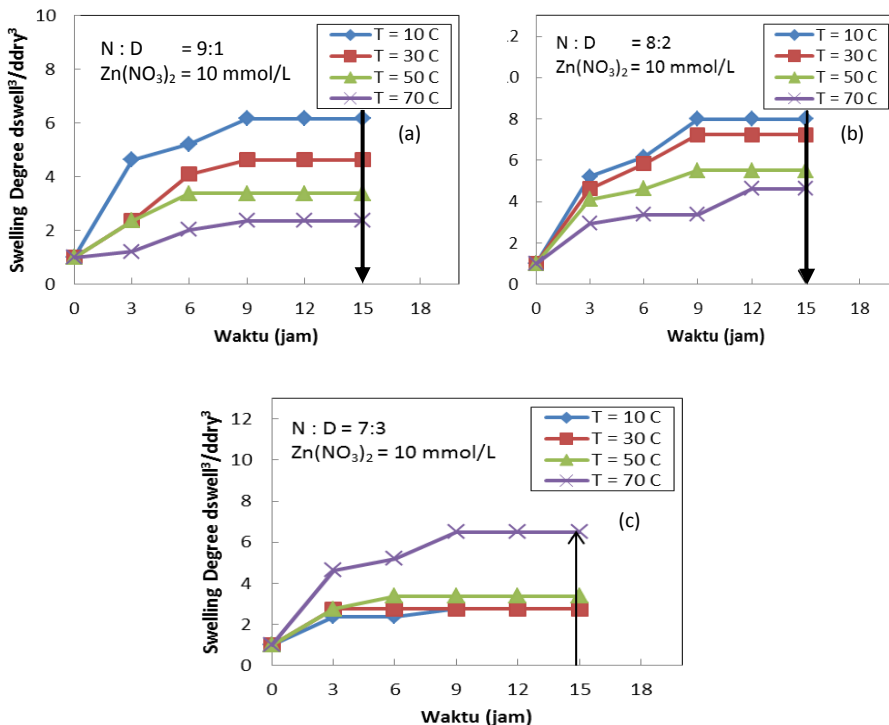 N : D = 9:1
Zn(NO₃)₂ = 10 mmol/L
T = 10 C
T = 30 C
T = 50 C
T = 70 C
(a)
Swelling Degree dswell³/ddry³
10
8
6
4
2
0
0 3 6 9 12 15 18
Waktu (jam)
N : D = 8:2
Zn(NO₃)₂ = 10 mmol/L
T = 10 C
T = 30 C
T = 50 C
T = 70 C
(b)
.2
0
8
6
4
2
0
0 3 6 9 12 15 18
Waktu (jam)
N : D = 7:3
Zn(NO₃)₂ = 10 mmol/L
T = 10 C
T = 30 C
T = 50 C
T = 70 C
(c)
Swelling Degree dswell³/ddry³
12
10
8
6
4
2
0
0 3 6 9 12 15 18
Waktu (jam)